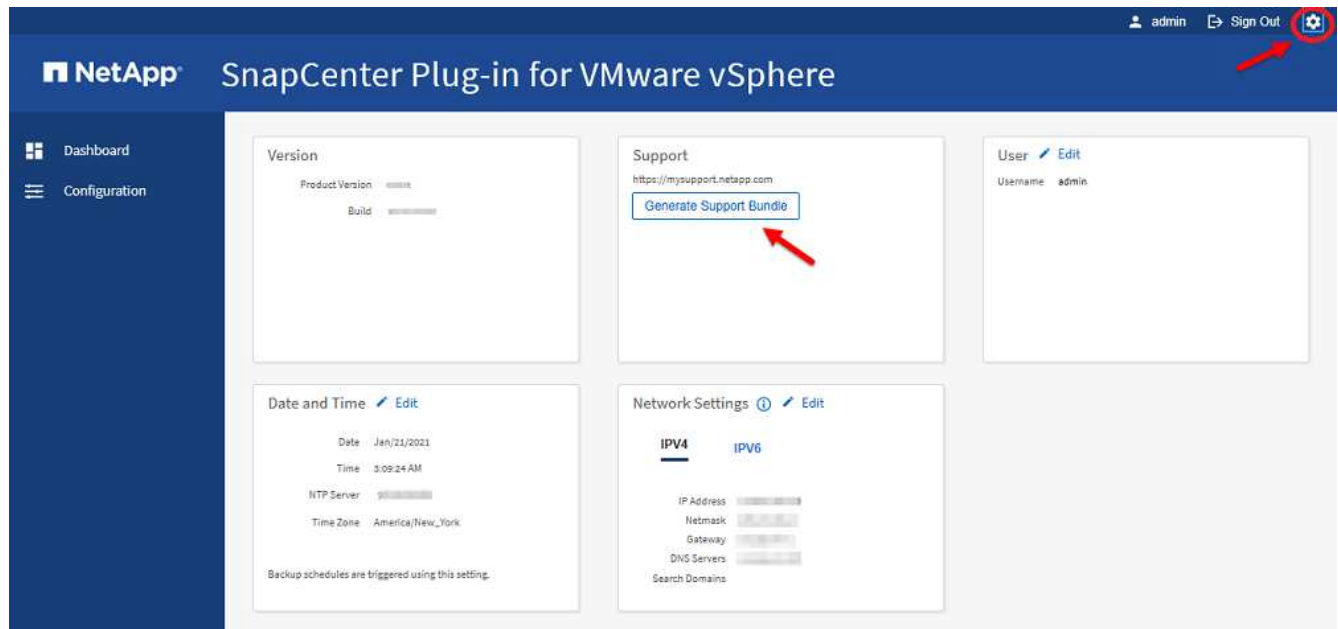 admin Sign Out
NetApp SnapCenter Plug-in for VMware vSphere
Dashboard
Configuration
Version
Product Version
Build
Support
https://mysupport.netapp.com
Generate Support Bundle
User Edit
Username admin
Date and Time Edit
Date Jan/21/2021
Time 3:09:24 AM
NTP Server
Time Zone America/New_York
Backup schedules are triggered using this setting.
Network Settings Edit
IPV4 IPV6
IP Address
Netmask
Gateway
DNS Servers
Search Domains